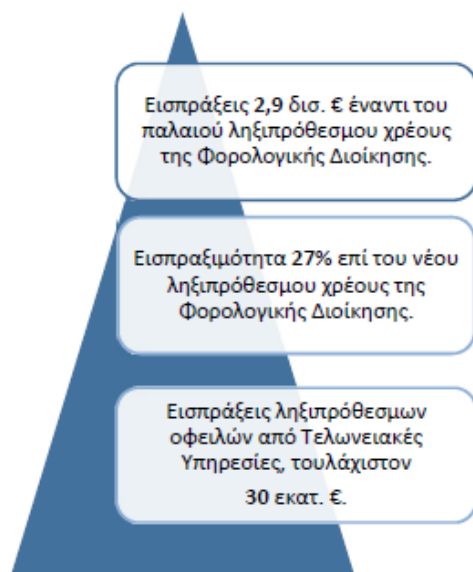 Εισπράξεις 2,9 δισ. € έναντι του
παλαιού ληξιπρόθεσμου χρέους
της Φορολογικής Διοίκησης.
Εισπραξιμότητα 27% επί του νέου
ληξιπρόθεσμου χρέους της
Φορολογικής Διοίκησης.
Εισπράξεις ληξιπρόθεσμων
οφειλών από Τελωνειακές
Υπηρεσίες, τουλάχιστον
30 εκατ. €.